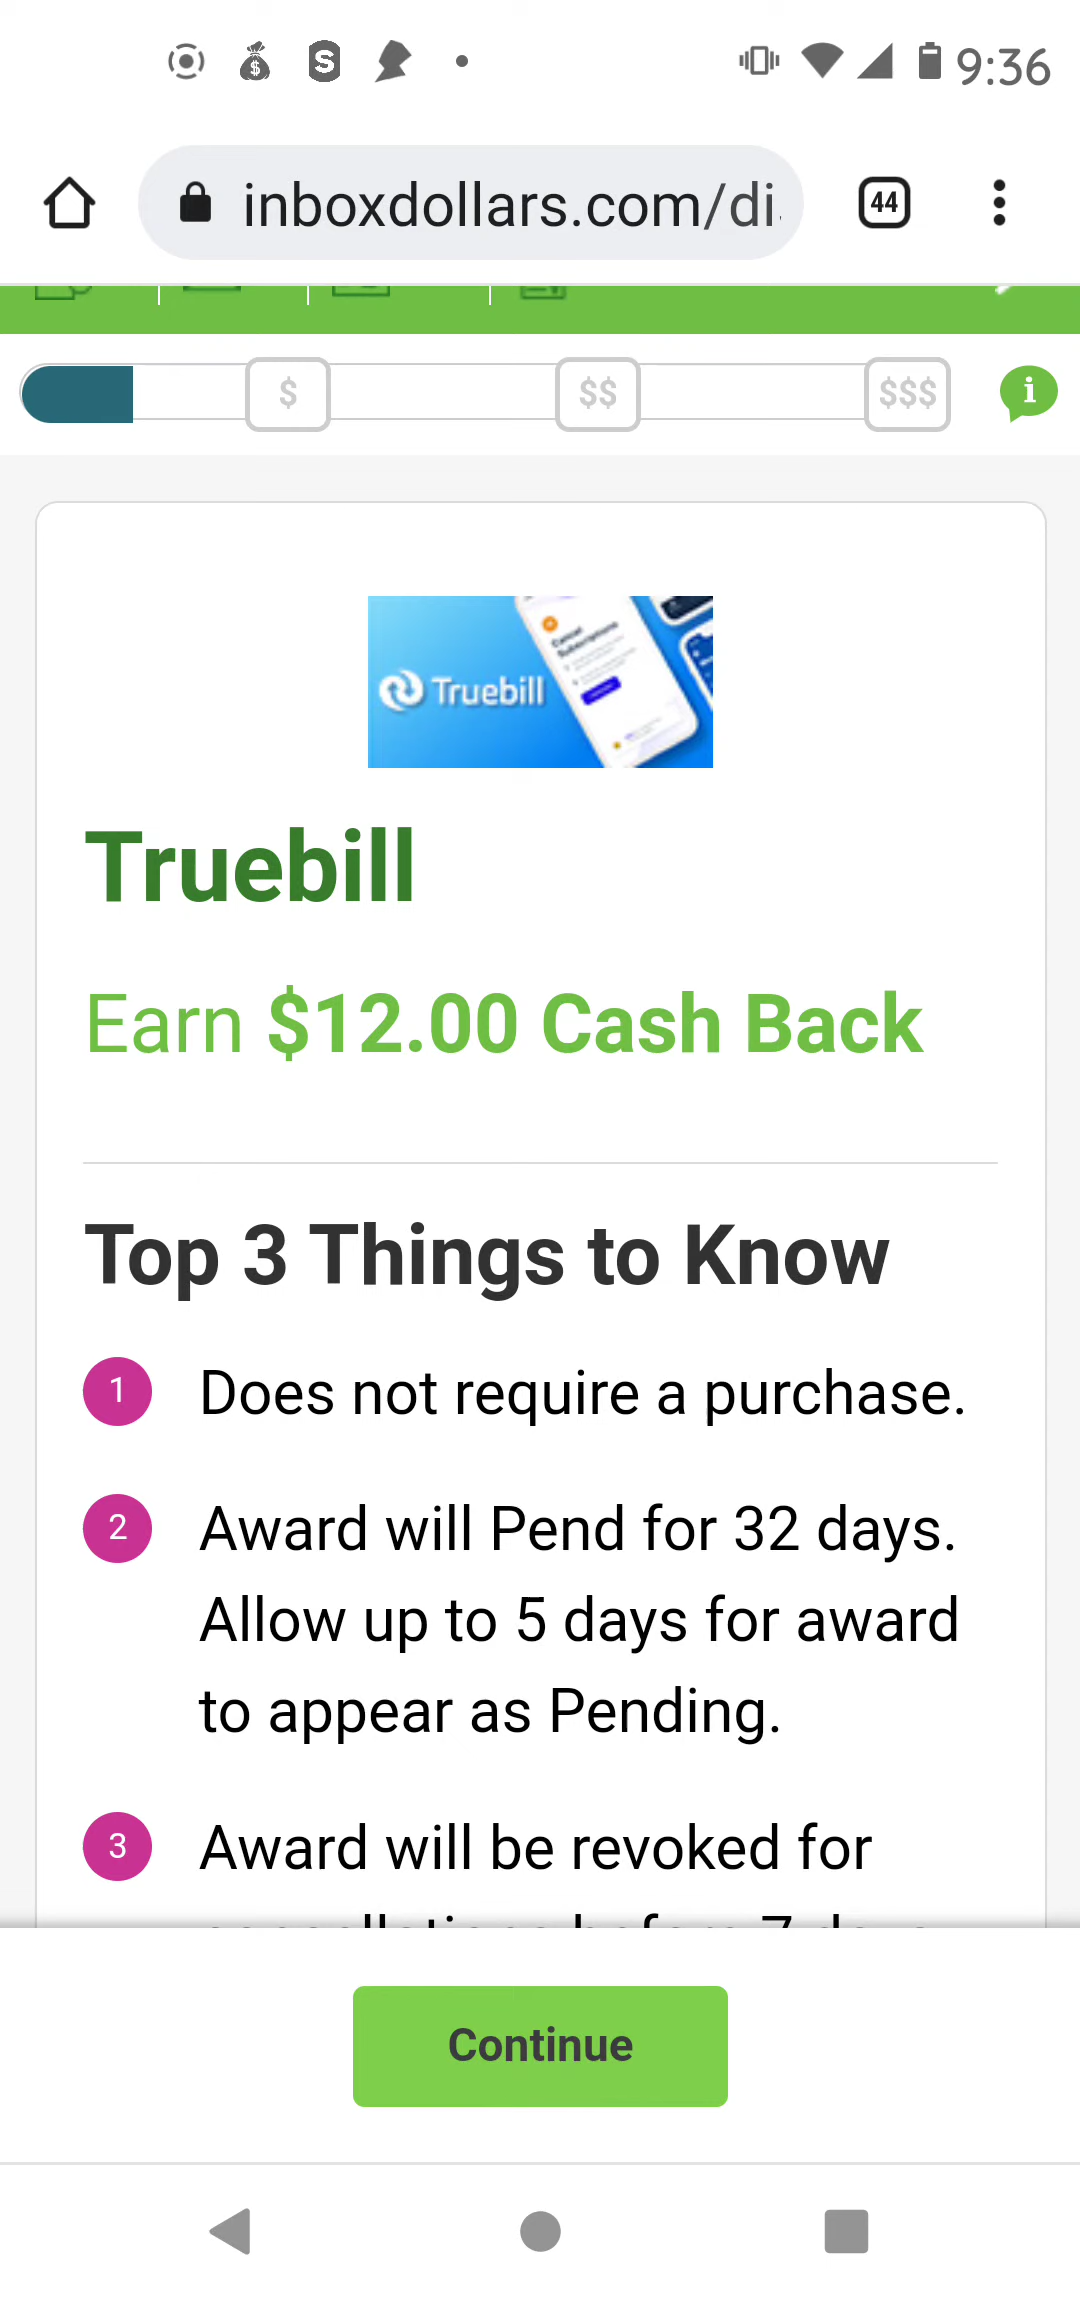 9:36
inboxdollars.com/di
44
$ $$ $$$
Truebill
Truebill
Earn $12.00 Cash Back
Top 3 Things to Know
1 Does not require a purchase.
2 Award will Pend for 32 days.
Allow up to 5 days for award
to appear as Pending.
3 Award will be revoked for
Continue